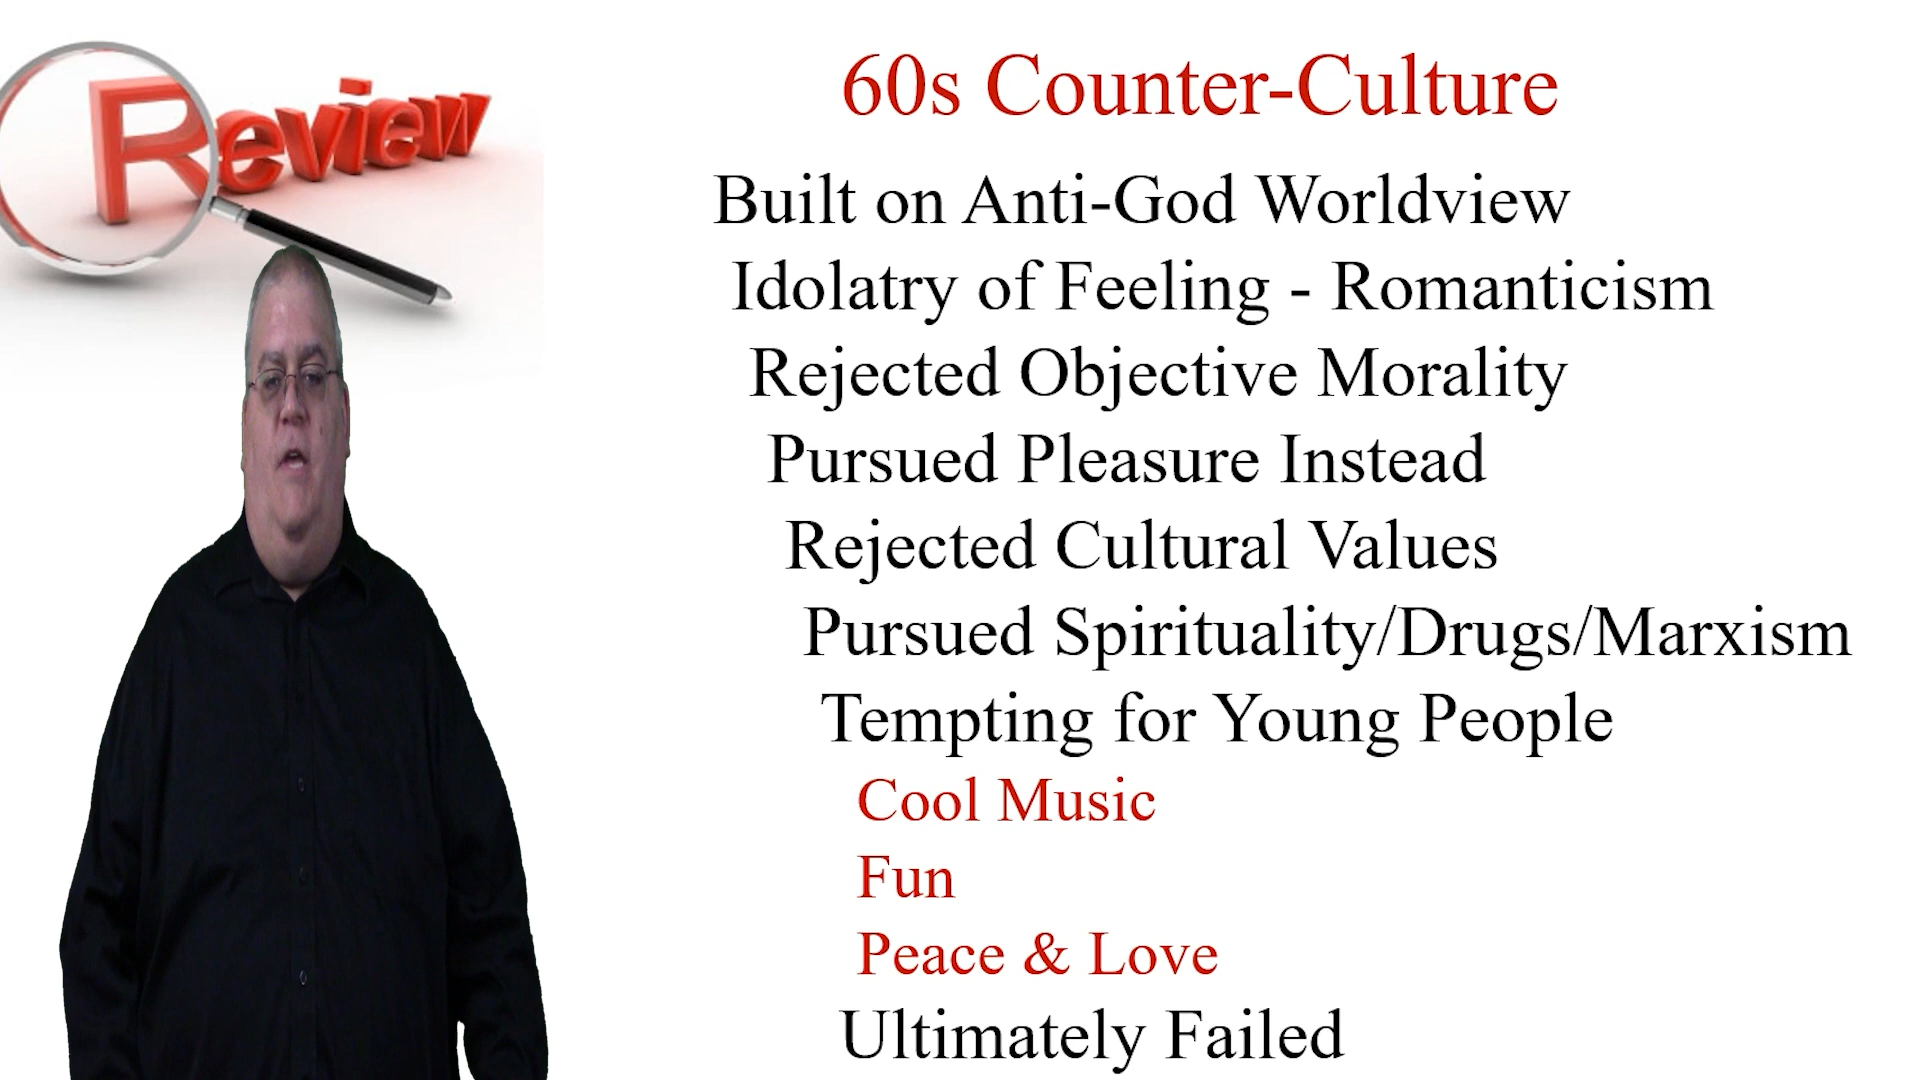 Review
60s Counter-Culture
Built on Anti-God Worldview
Idolatry of Feeling - Romanticism
Rejected Objective Morality
Pursued Pleasure Instead
Rejected Cultural Values
Pursued Spirituality/Drugs/Marxism
Tempting for Young People
Cool Music
Fun
Peace & Love
Ultimately Failed